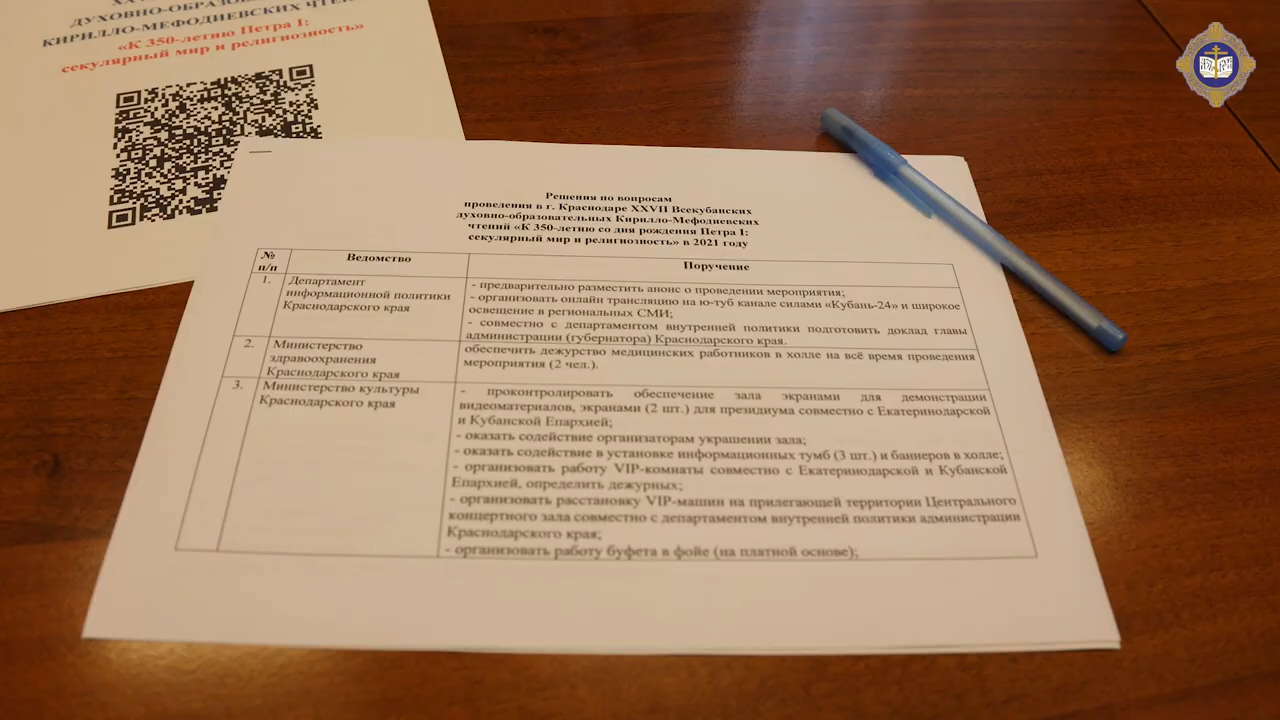 ДУХОВНО-ОБРАЗО
КИРИЛЛО-МЕФОДИЕВСКИХ ЧТЕН
«К 350-летию Петра I:
секулярный мир и религиозность»
Решения по вопросам
проведения в г. Краснодаре XXVII Всекубанских
духовно-образовательных Кирилло-Мефодиевских
чтений «К 350-летию со дня рождения Петра I:
секулярный мир и религиозность» в 2021 году
№ п/п
Ведомство
Поручение
1.
Департамент
информационной политики
Краснодарского края
- предварительно разместить анонс о проведении мероприятия;
- организовать онлайн трансляцию на ю-туб канале силами «Кубань-24» и широкое
освещение в региональных СМИ;
- совместно с департаментом внутренней политики подготовить доклад главы
администрации (губернатора) Краснодарского края.
2.
Министерство
здравоохранения
Краснодарского края
обеспечить дежурство медицинских работников в холле на всё время проведения
мероприятия (2 чел.).
3.
Министерство культуры
Краснодарского края
- проконтролировать обеспечение зала экранами для демонстрации
видеоматериалов, экранами (2 шт.) для президиума совместно с Екатеринодарской
и Кубанской Епархией;
- оказать содействие организаторам украшении зала;
- оказать содействие в установке информационных тумб (3 шт.) и баннеров в холле;
- организовать работу VIP-комнаты совместно с Екатеринодарской и Кубанской
Епархией, определить дежурных;
- организовать расстановку VIP-машин на прилегающей территории Центрального
концертного зала совместно с департаментом внутренней политики администрации
Краснодарского края;
- организовать работу буфета в фойе (на платной основе);